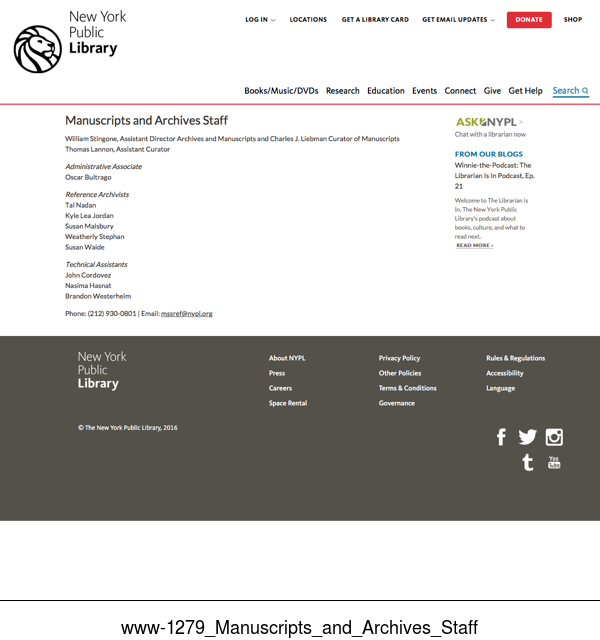 New York
Public
Library
LOG IN
LOCATIONS
GET A LIBRARY CARD
GET EMAIL UPDATES
DONATE
SHOP
Books/Music/DVDs
Research
Education
Events
Connect
Give
Get Help
Search
Manuscripts and Archives Staff
William Stingone, Assistant Director Archives and Manuscripts and Charles J. Liebman Curator of Manuscripts
Thomas Lannon, Assistant Curator
Administrative Associate
Oscar Buitrago
Reference Archivists
Tal Nadan
Kyle Lea Jordan
Susan Malsbury
Weatherly Stephan
Susan Waide
Technical Assistants
John Cordovez
Nasima Hasnat
Brandon Westerheim
Phone: (212) 930-0801 | Email: mssref@nypl.org
ASK NYPL >
Chat with a librarian now
FROM OUR BLOGS
Winnie-the-Podcast: The
Librarian Is In Podcast, Ep.
21
Welcome to The Librarian Is
In, The New York Public
Library's podcast about
books, culture, and what to
read next.
READ MORE ›
New York
Public
Library
About NYPL
Press
Careers
Space Rental
Privacy Policy
Other Policies
Terms & Conditions
Governance
Rules & Regulations
Accessibility
Language
© The New York Public Library, 2016
You
Tube
www-1279_Manuscripts_and_Archives_Staff